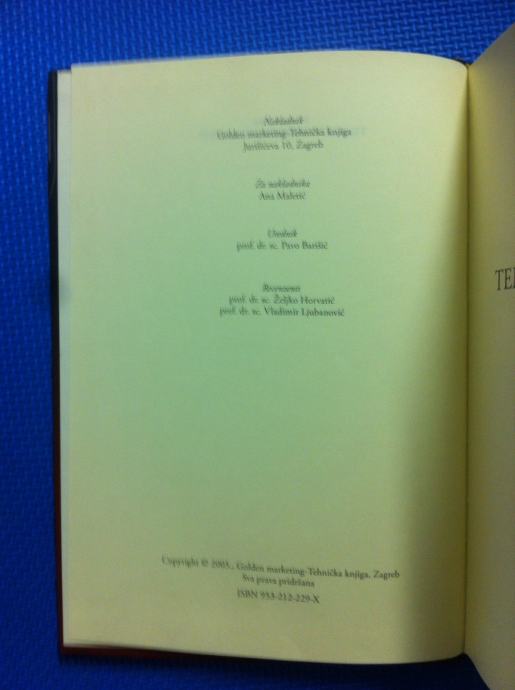 Nakladnik
Golden marketing-Tehnička knjiga
Jurišićeva 10, Zagreb
Za nakladnika
Ana Maletić
Urednik
prof. dr. sc. Pavo Barišić
Recenzenti
prof. dr. sc. Željko Horvatić
prof. dr. sc. Vladimir Ljubanović
Copyright © 2005., Golden marketing-Tehnička knjiga, Zagreb
Sva prava pridržana
ISBN 953-212-229-X